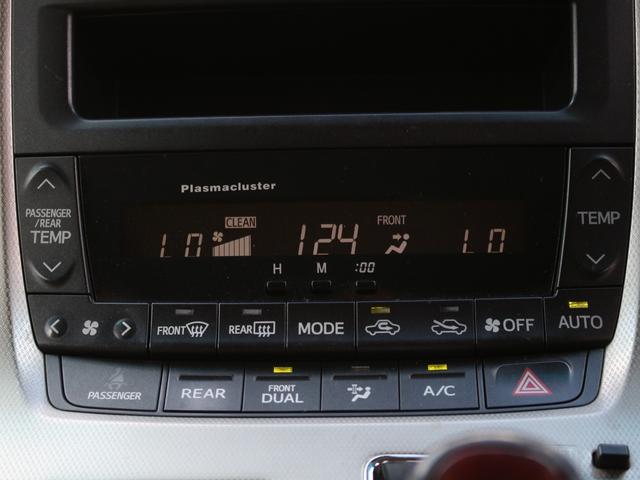 Plasmacluster
PASSENGER
/REAR
TEMP
CLEAN
FRONT
LO 124 LO
TEMP
H M :00
FRONT REAR MODE OFF AUTO
PASSENGER REAR FRONT
DUAL A/C